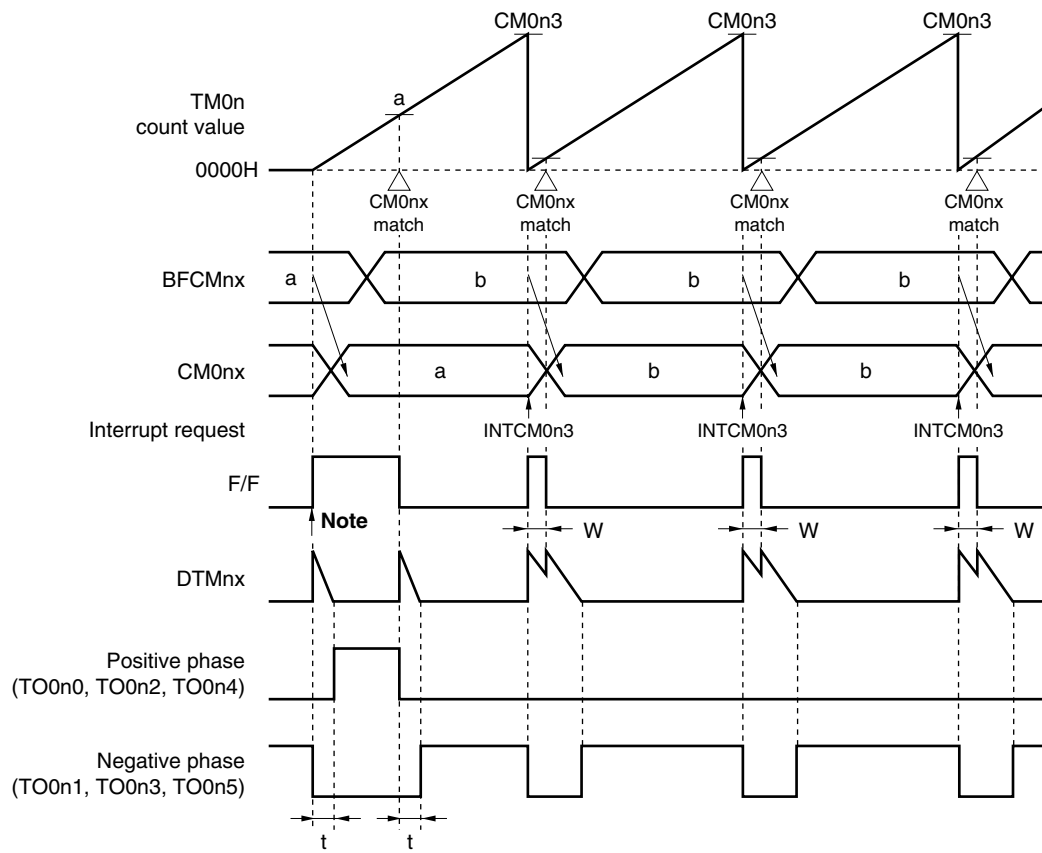 CM0n3 CM0n3 CM0n3
TM0n
count value
a
0000H
CM0nx
match
CM0nx
match
CM0nx
match
CM0nx
match
BFCMnx
a b b b
CM0nx
a b b
Interrupt request
INTCM0n3 INTCM0n3 INTCM0n3
F/F
Note
W W W
DTMnx
Positive phase
(TO0n0, TO0n2, TO0n4)
Negative phase
(TO0n1, TO0n3, TO0n5)
t t